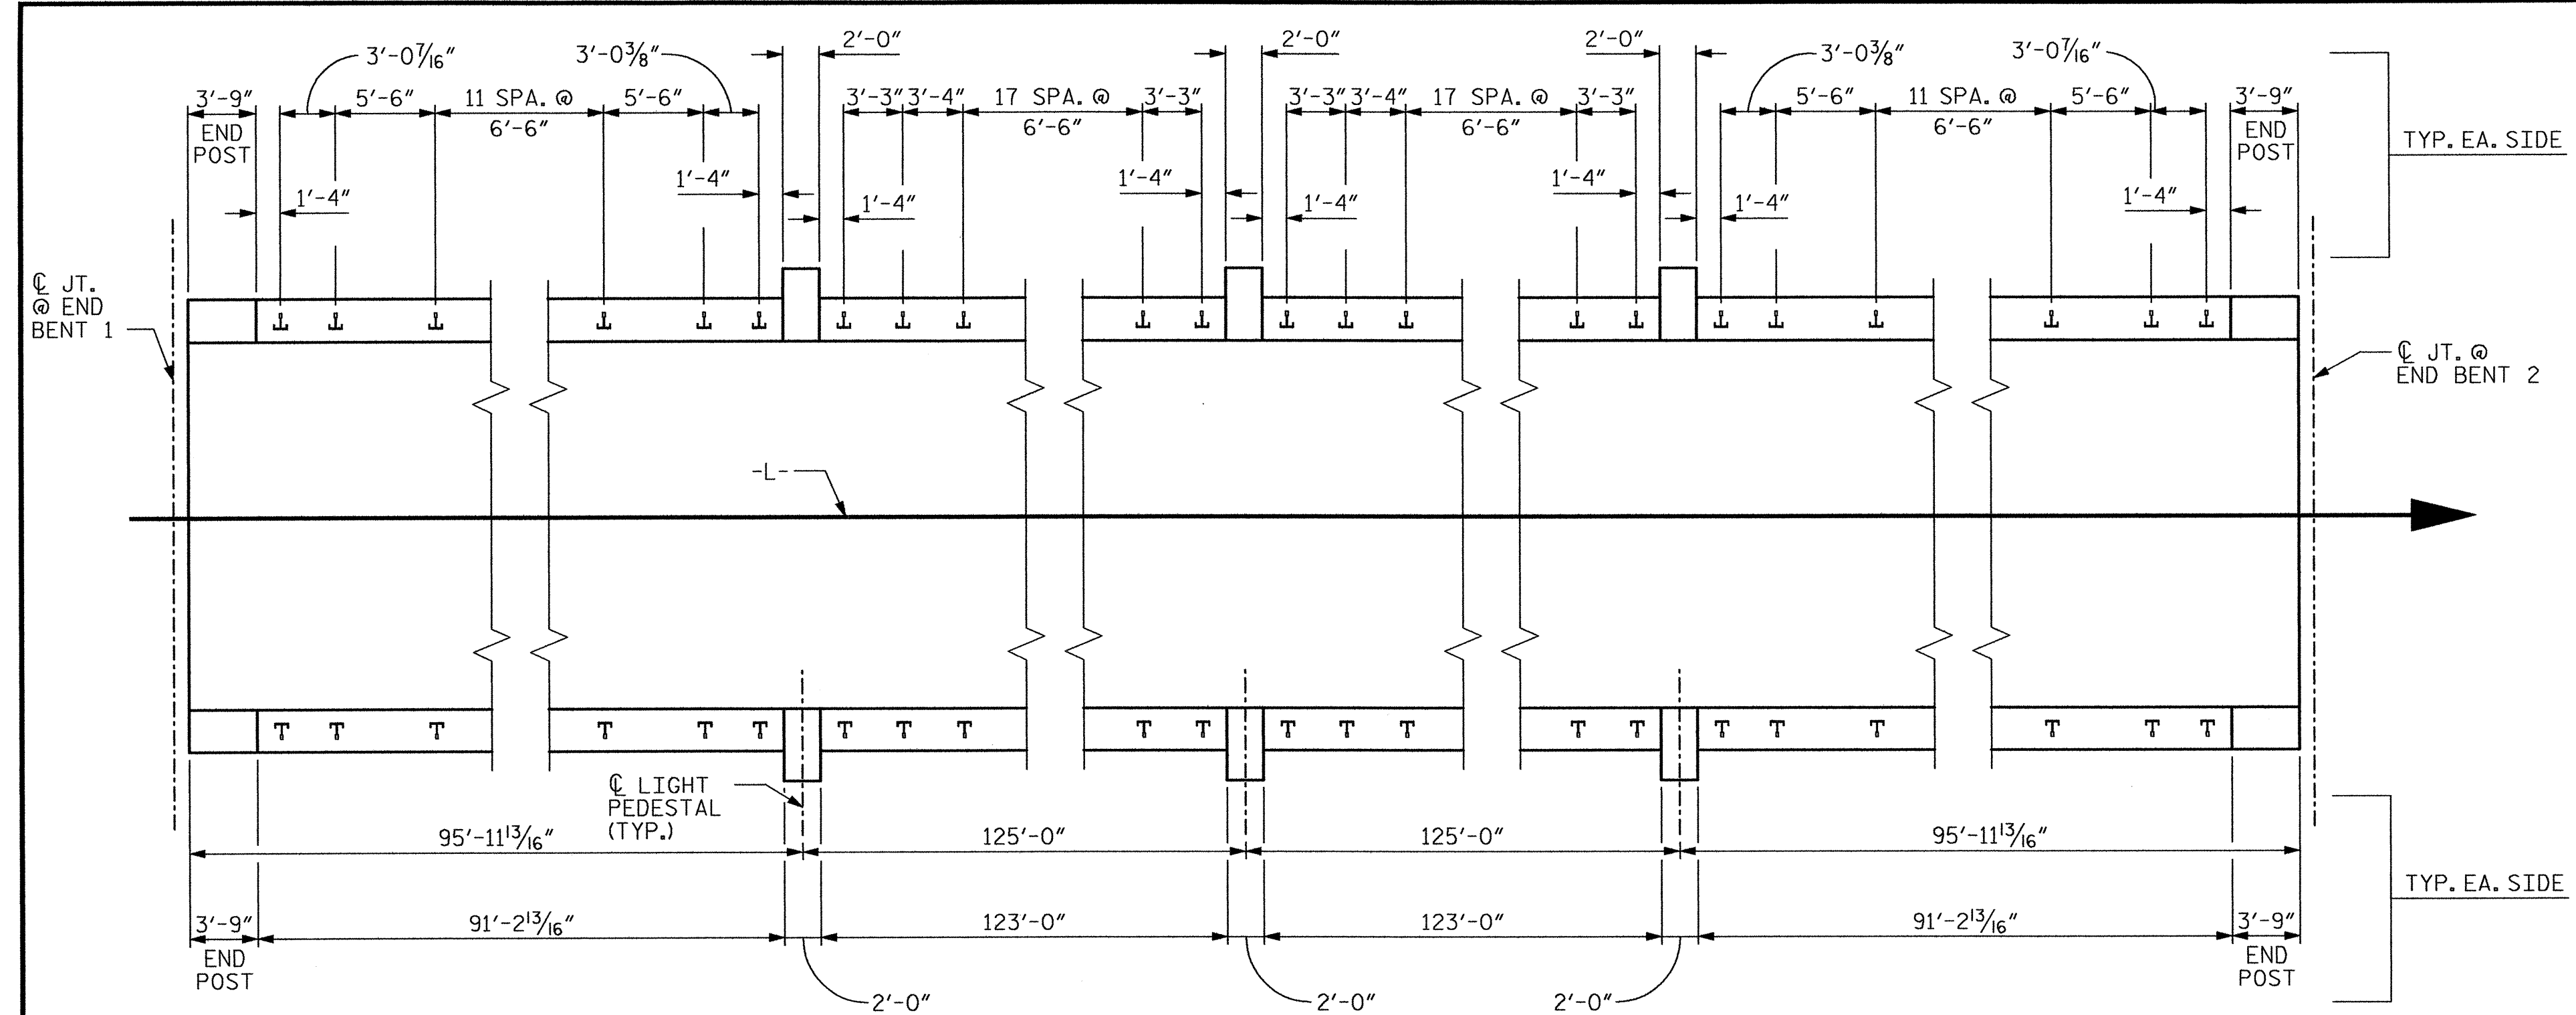 2'-0" 2'-0" 2'-0"
3'-0 7/16" 3'-0 3/8" 3'-0 3/8" 3'-0 7/16"
3'-9" 5'-6" 11 SPA. @ 5'-6" 3'-3" 3'-4" 17 SPA. @ 3'-3" 3'-3" 3'-4" 17 SPA. @ 3'-3" 5'-6" 11 SPA. @ 5'-6" 3'-9"
END 6'-6" 6'-6" 6'-6" 6'-6" END
POST POST
TYP. EA. SIDE
1'-4" 1'-4" 1'-4" 1'-4" 1'-4" 1'-4" 1'-4" 1'-4"
℄ JT.
@ END
BENT 1
℄ JT. @
END BENT 2
-L-
℄ LIGHT
PEDESTAL
(TYP.)
95'-11 13/16" 125'-0" 125'-0" 95'-11 13/16"
TYP. EA. SIDE
3'-9" 91'-2 13/16" 123'-0" 123'-0" 91'-2 13/16" 3'-9"
END END
POST POST
2'-0" 2'-0" 2'-0"